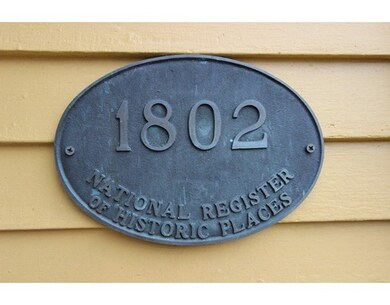 1802
NATIONAL REGISTER
OF HISTORIC PLACES